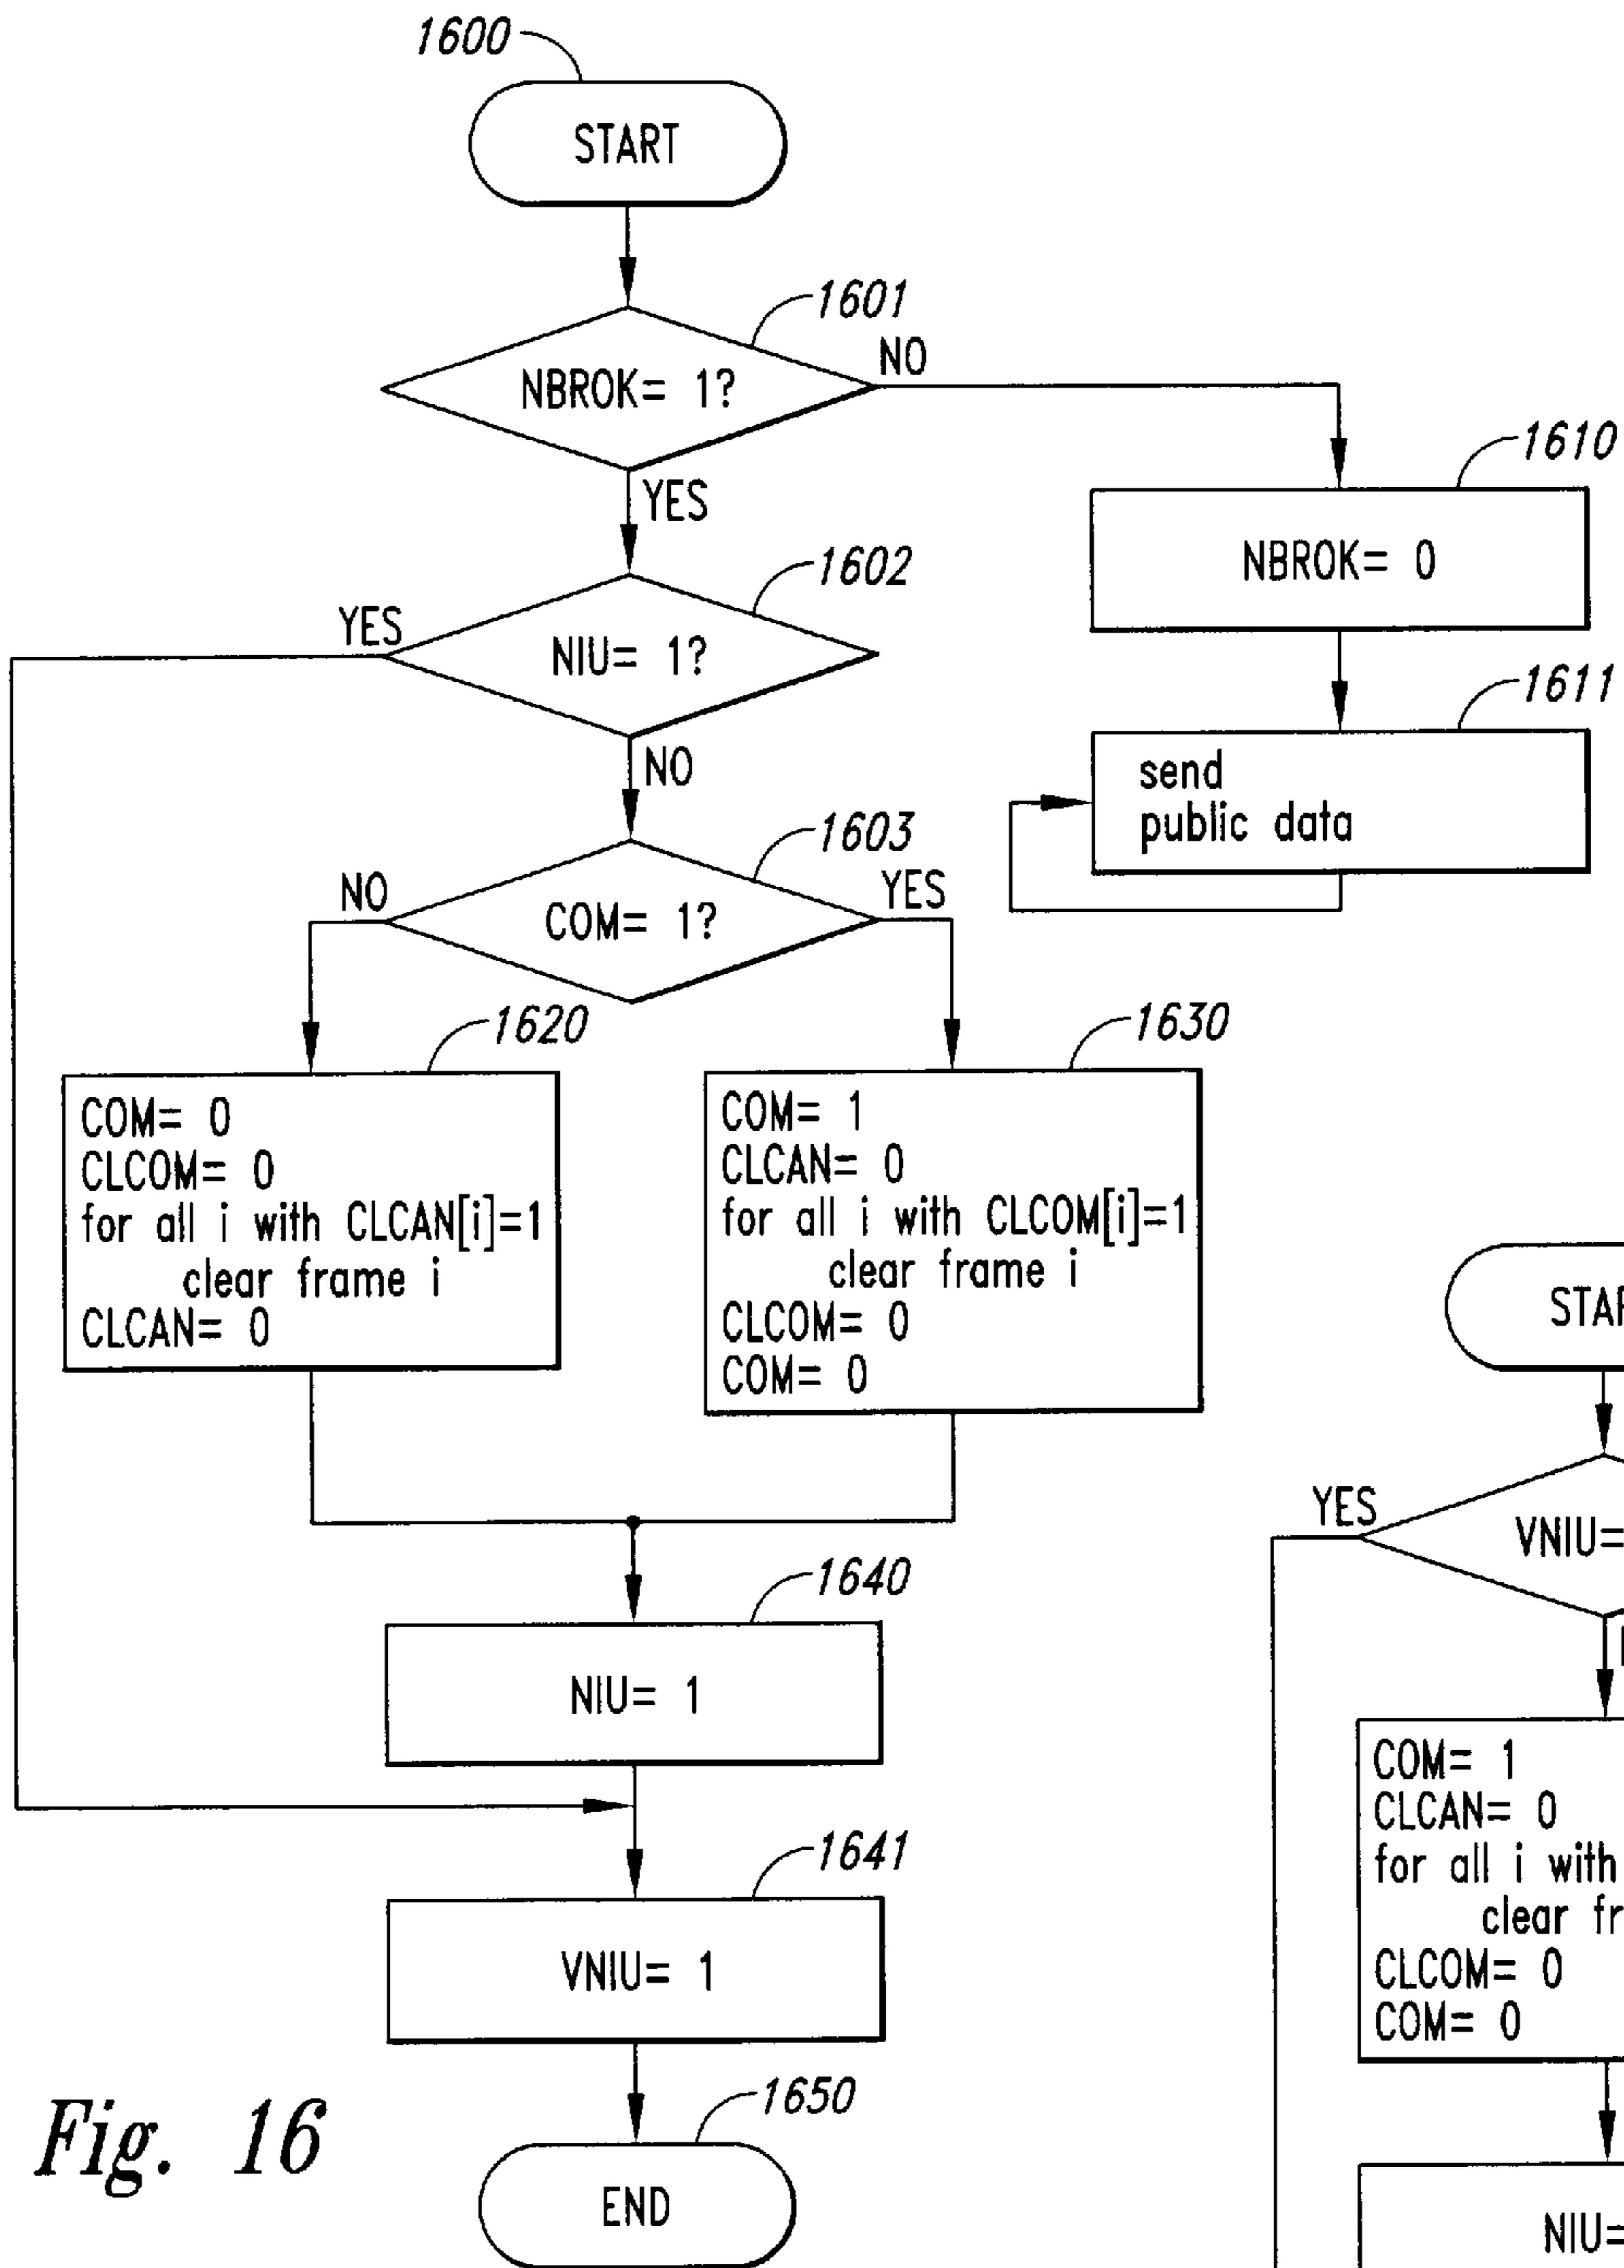 1600
START
1601
NBROK= 1?
NO
YES
1610
NBROK= 0
1602
YES
NIU= 1?
NO
1611
send
public data
1603
NO
COM= 1?
YES
1620
COM= 0
CLCOM= 0
for all i with CLCAN[i]=1
clear frame i
CLCAN= 0
1630
COM= 1
CLCAN= 0
for all i with CLCOM[i]=1
clear frame i
CLCOM= 0
COM= 0
1640
NIU= 1
1641
VNIU= 1
1650
END
Fig. 16
YES
VNIU=
COM= 1
CLCAN= 0
for all i with
clear
CLCOM= 0
COM= 0
NIU=